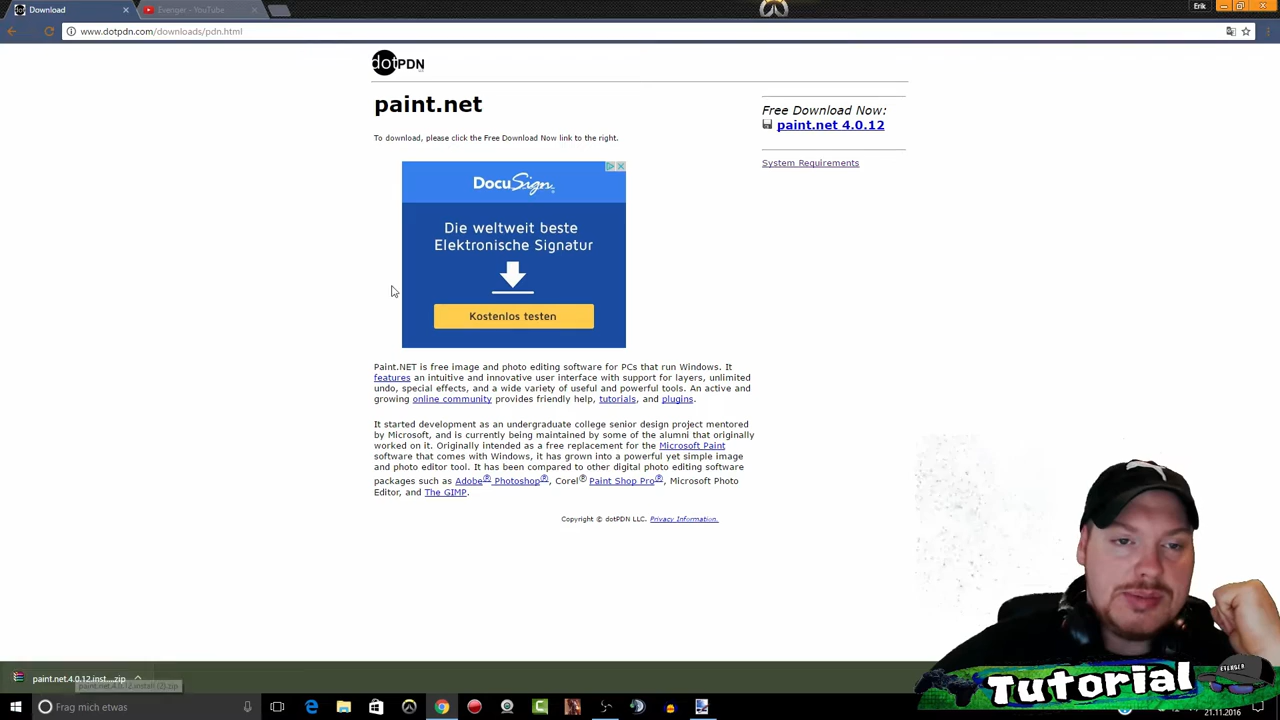 Download
Evenger - YouTube
Erik
www.dotpdn.com/downloads/pdn.html
dotPDN
paint.net
To download, please click the Free Download Now link to the right.
Free Download Now:
paint.net 4.0.12
System Requirements
DocuSign
Die weltweit beste
Elektronische Signatur
Kostenlos testen
Paint.NET is free image and photo editing software for PCs that run Windows. It
features an intuitive and innovative user interface with support for layers, unlimited
undo, special effects, and a wide variety of useful and powerful tools. An active and
growing online community provides friendly help, tutorials, and plugins.
It started development as an undergraduate college senior design project mentored
by Microsoft, and is currently being maintained by some of the alumni that originally
worked on it. Originally intended as a free replacement for the Microsoft Paint
software that comes with Windows, it has grown into a powerful yet simple image
and photo editor tool. It has been compared to other digital photo editing software
packages such as Adobe® Photoshop®, Corel® Paint Shop Pro®, Microsoft Photo
Editor, and The GIMP.
Copyright © dotPDN LLC. Privacy Information.
paint.net.4.0.12.inst....zip
paint.net.4.0.12.install (2).zip
EVENGER
Tutorial
Frag mich etwas
21.11.2016